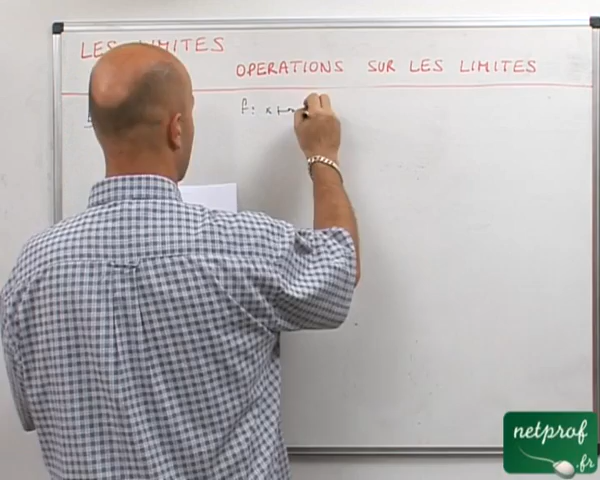 LES LIMITES
OPERATIONS SUR LES LIMITES
f: x ↦
netprof
.fr